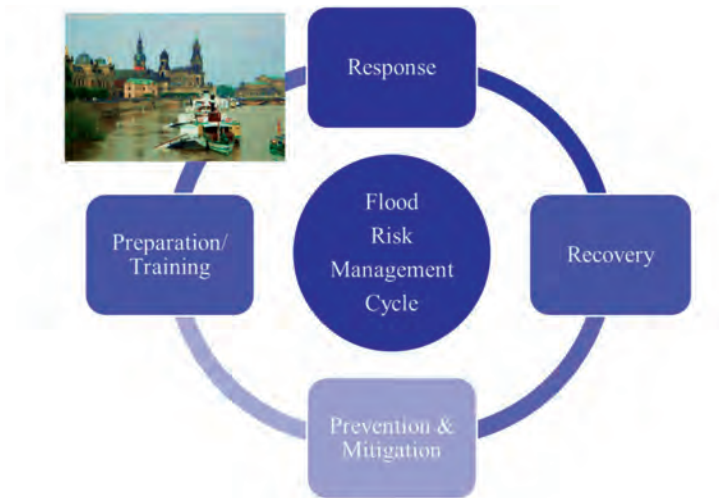 Response
Flood
Risk
Management
Cycle
Preparation/
Training
Recovery
Prevention &
Mitigation